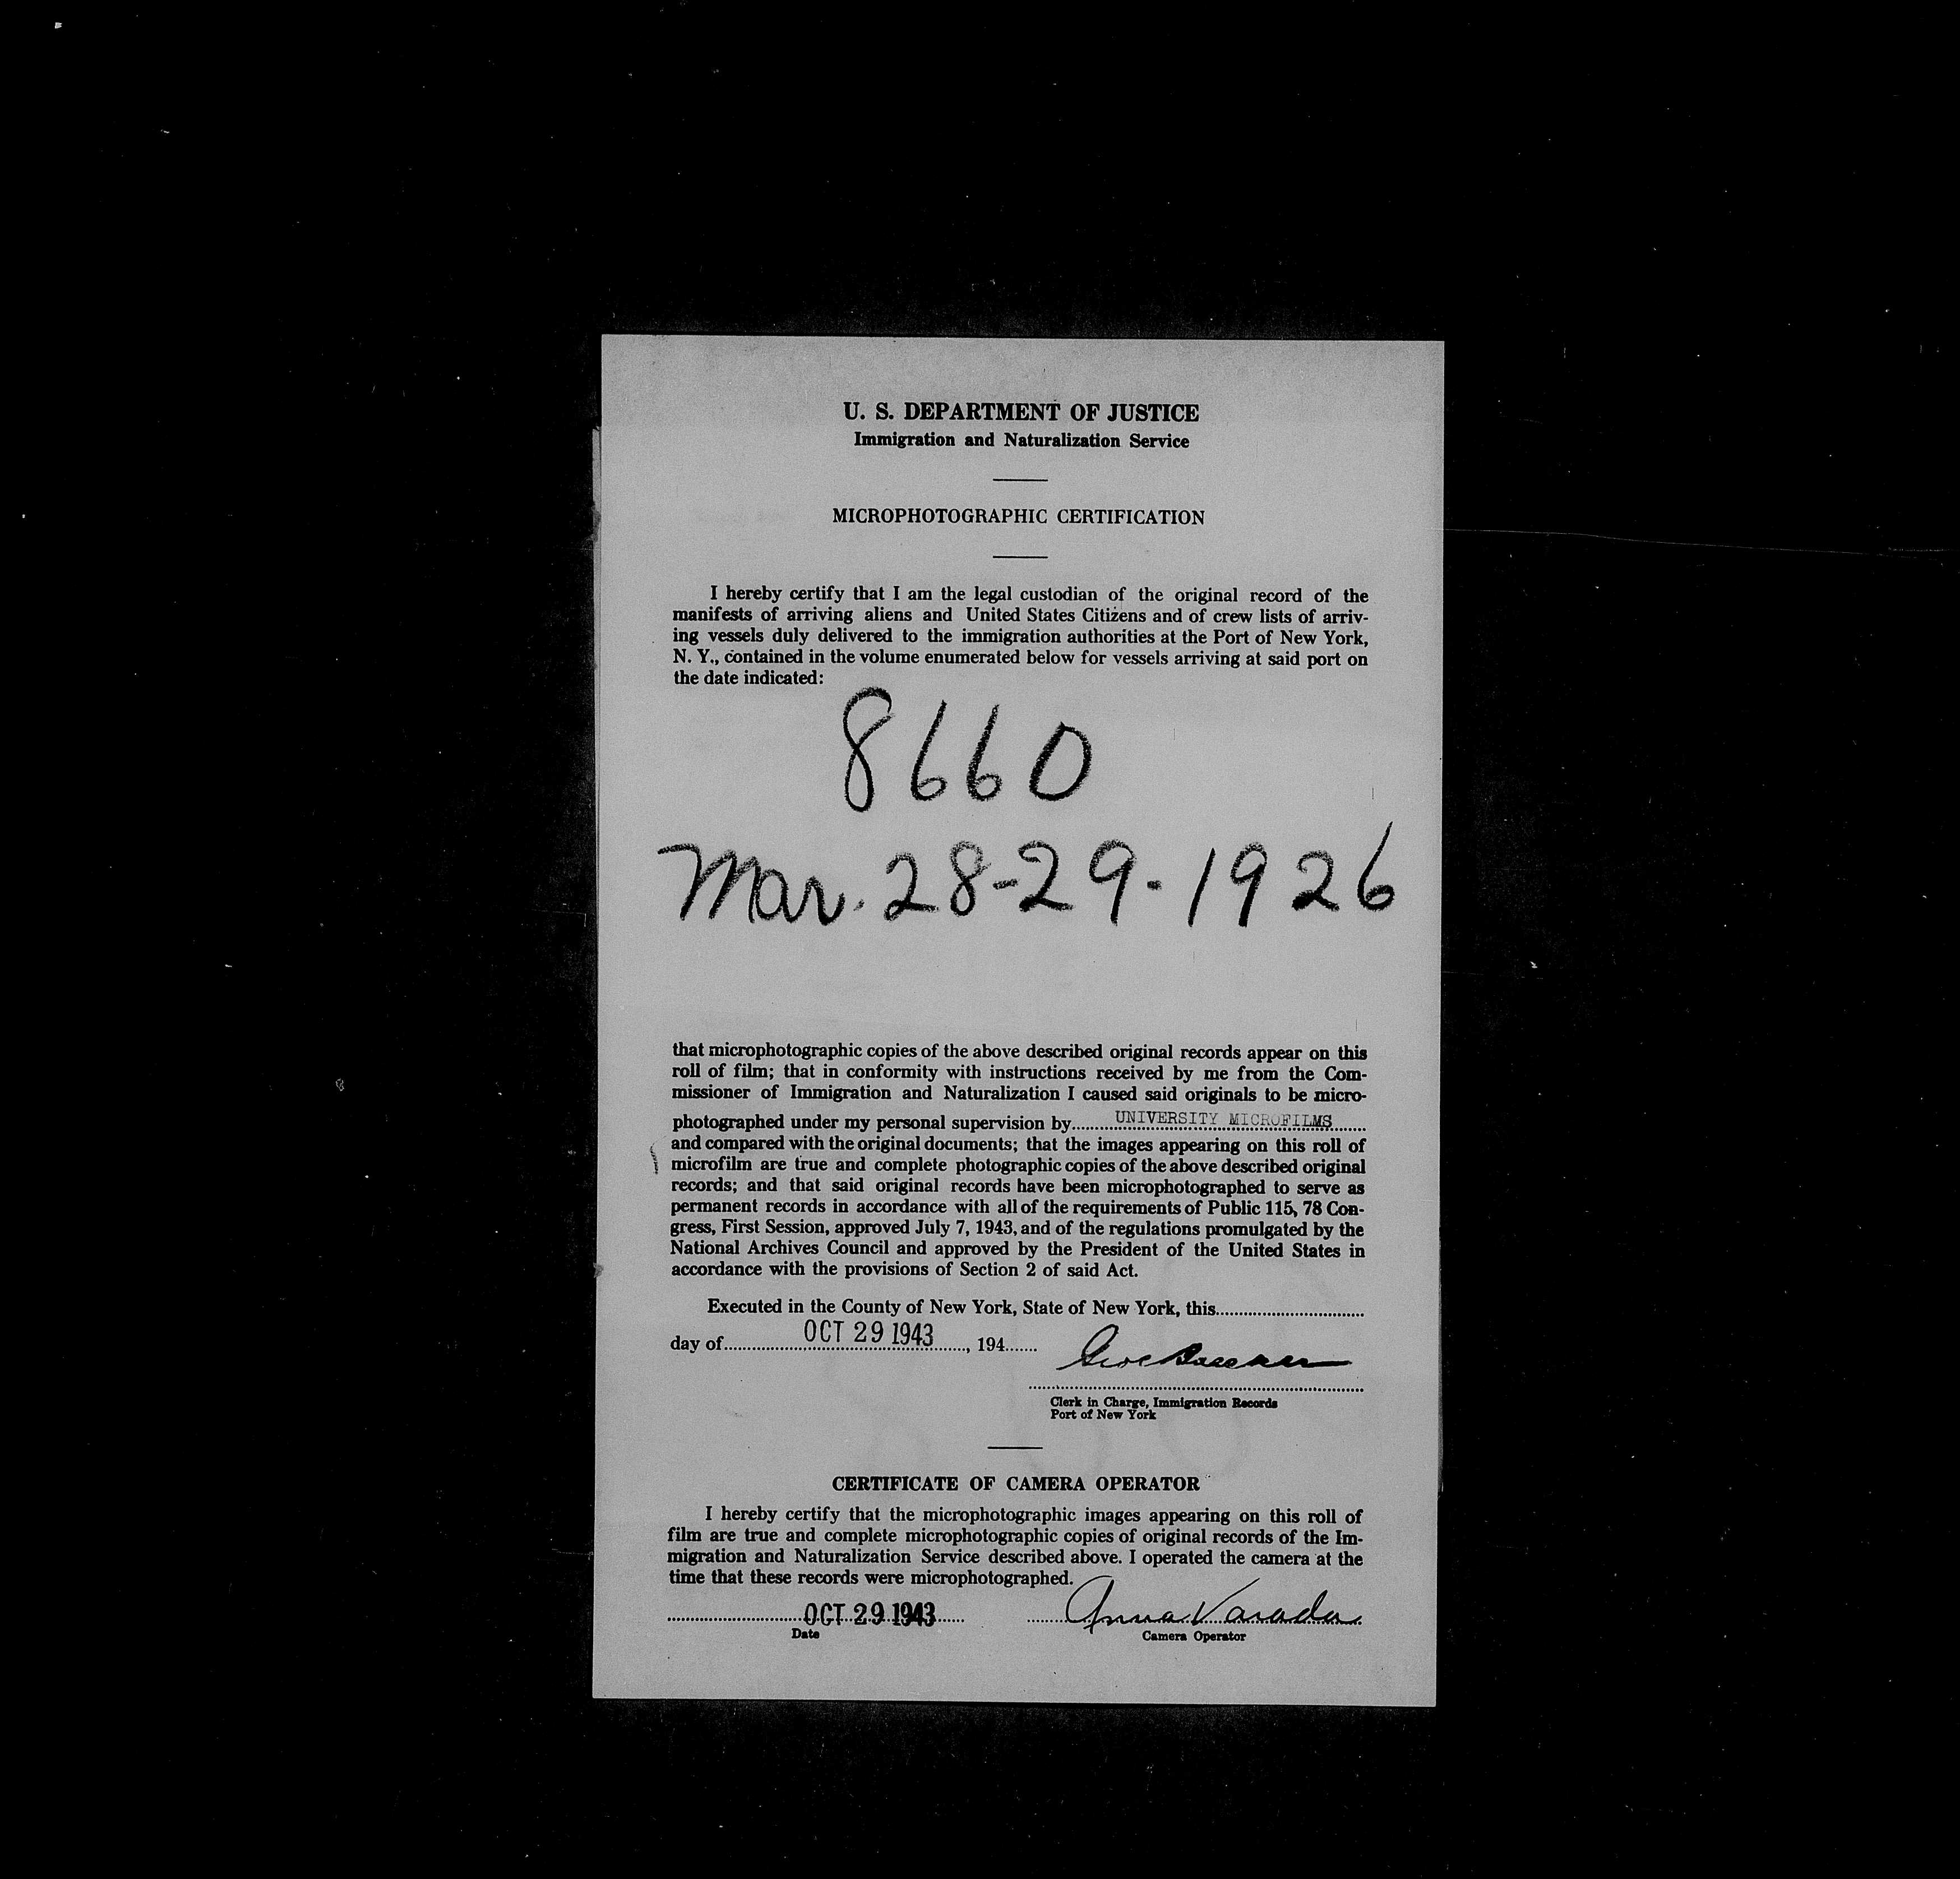 U. S. DEPARTMENT OF JUSTICE
Immigration and Naturalization Service
MICROPHOTOGRAPHIC CERTIFICATION
I hereby certify that I am the legal custodian of the original record of the
manifests of arriving aliens and United States Citizens and of crew lists of arriv-
ing vessels duly delivered to the immigration authorities at the Port of New York,
N. Y., contained in the volume enumerated below for vessels arriving at said port on
the date indicated:
8660
Mar. 28-29-1926
that microphotographic copies of the above described original records appear on this
roll of film; that in conformity with instructions received by me from the Com-
missioner of Immigration and Naturalization I caused said originals to be micro-
photographed under my personal supervision by UNIVERSITY MICROFILMS
and compared with the original documents; that the images appearing on this roll of
microfilm are true and complete photographic copies of the above described original
records; and that said original records have been microphotographed to serve as
permanent records in accordance with all of the requirements of Public 115, 78 Con-
gress, First Session, approved July 7, 1943, and of the regulations promulgated by the
National Archives Council and approved by the President of the United States in
accordance with the provisions of Section 2 of said Act.
Executed in the County of New York, State of New York, this
day of OCT 29 1943, 194
Clerk in Charge, Immigration Records
Port of New York
CERTIFICATE OF CAMERA OPERATOR
I hereby certify that the microphotographic images appearing on this roll of
film are true and complete microphotographic copies of original records of the Im-
migration and Naturalization Service described above. I operated the camera at the
time that these records were microphotographed.
OCT 29 1943 Anna Varada
Date
Camera Operator